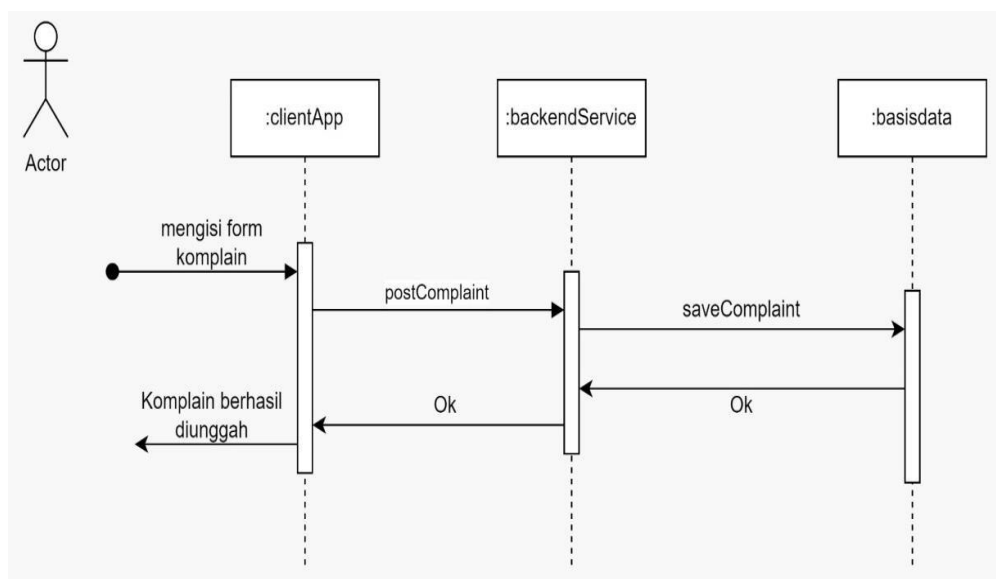 :clientApp
:backendService
:basisdata
Actor
mengisi form
komplain
postComplaint
saveComplaint
Komplain berhasil
diunggah
Ok
Ok